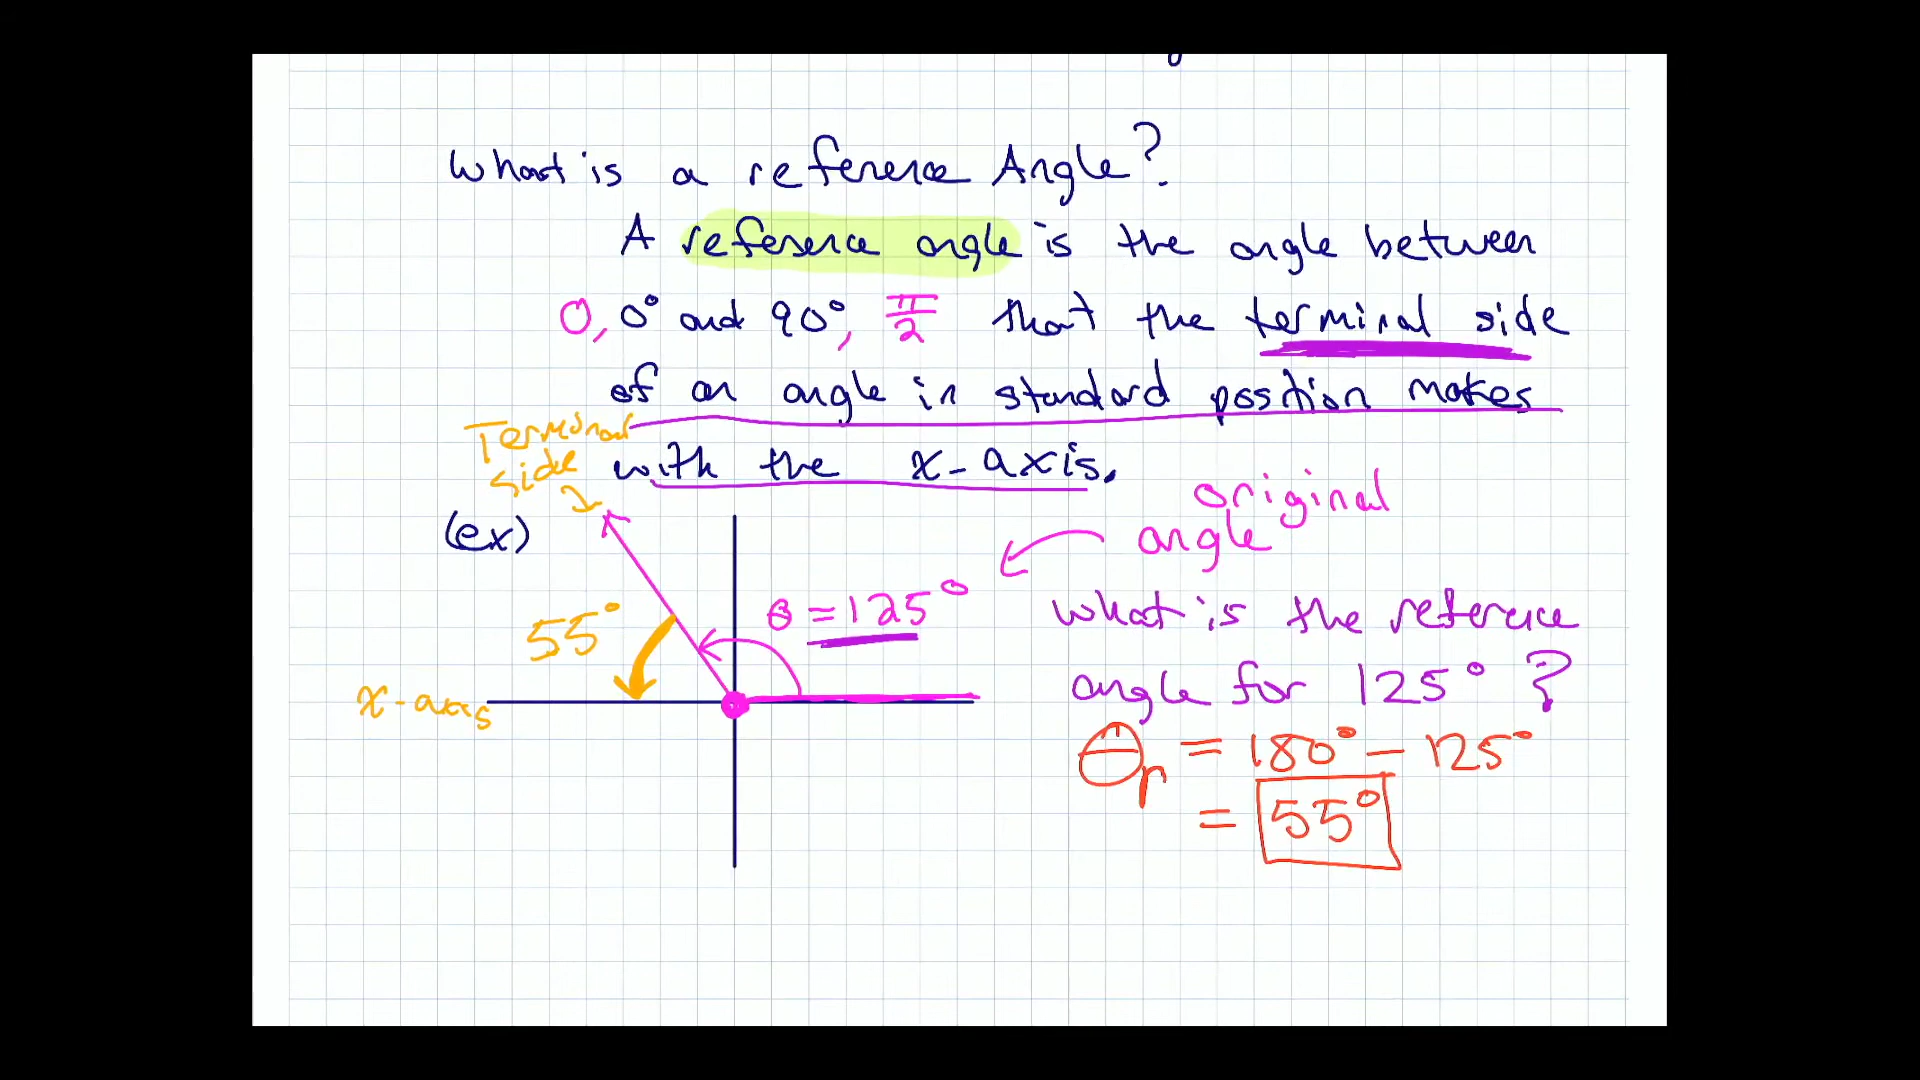 What is a reference Angle?
A reference angle is the angle between
0, 0° and 90°, π/2 that the terminal side
of an angle in standard position makes
with the x-axis.
Terminal
side
(ex)
original
angle
θ = 125°
55°
x-axis
What is the reference
angle for 125°?
θr = 180° - 125°
= 55°